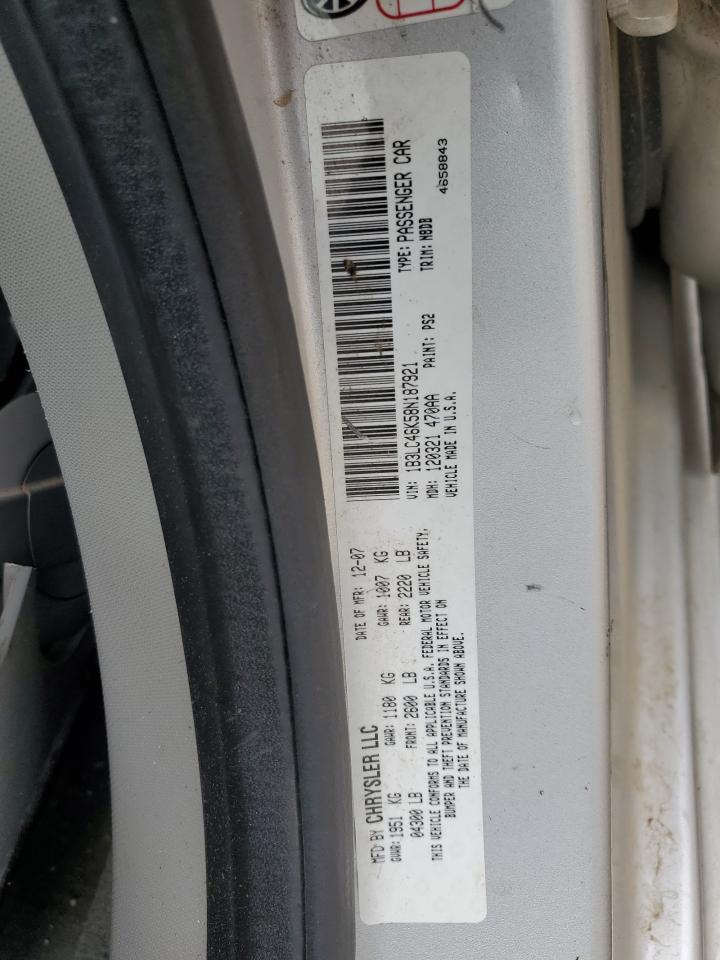 MFD BY CHRYSLER LLC
DATE OF MFR: 12-07
GVWR: 1951 KG
GAWR: 1180 KG
GAWR: 1007 KG
04300 LB
FRONT: 2600 LB
REAR: 2220 LB
THIS VEHICLE CONFORMS TO ALL APPLICABLE U.S.A. FEDERAL MOTOR VEHICLE SAFETY,
BUMPER AND THEFT PREVENTION STANDARDS IN EFFECT ON
THE DATE OF MANUFACTURE SHOWN ABOVE.
VIN: 1B3LC46K58N187921
TYPE: PASSENGER CAR
MDH: 120321 470AA
PAINT: PS2
TRIM: N8DB
VEHICLE MADE IN U.S.A.
4658843